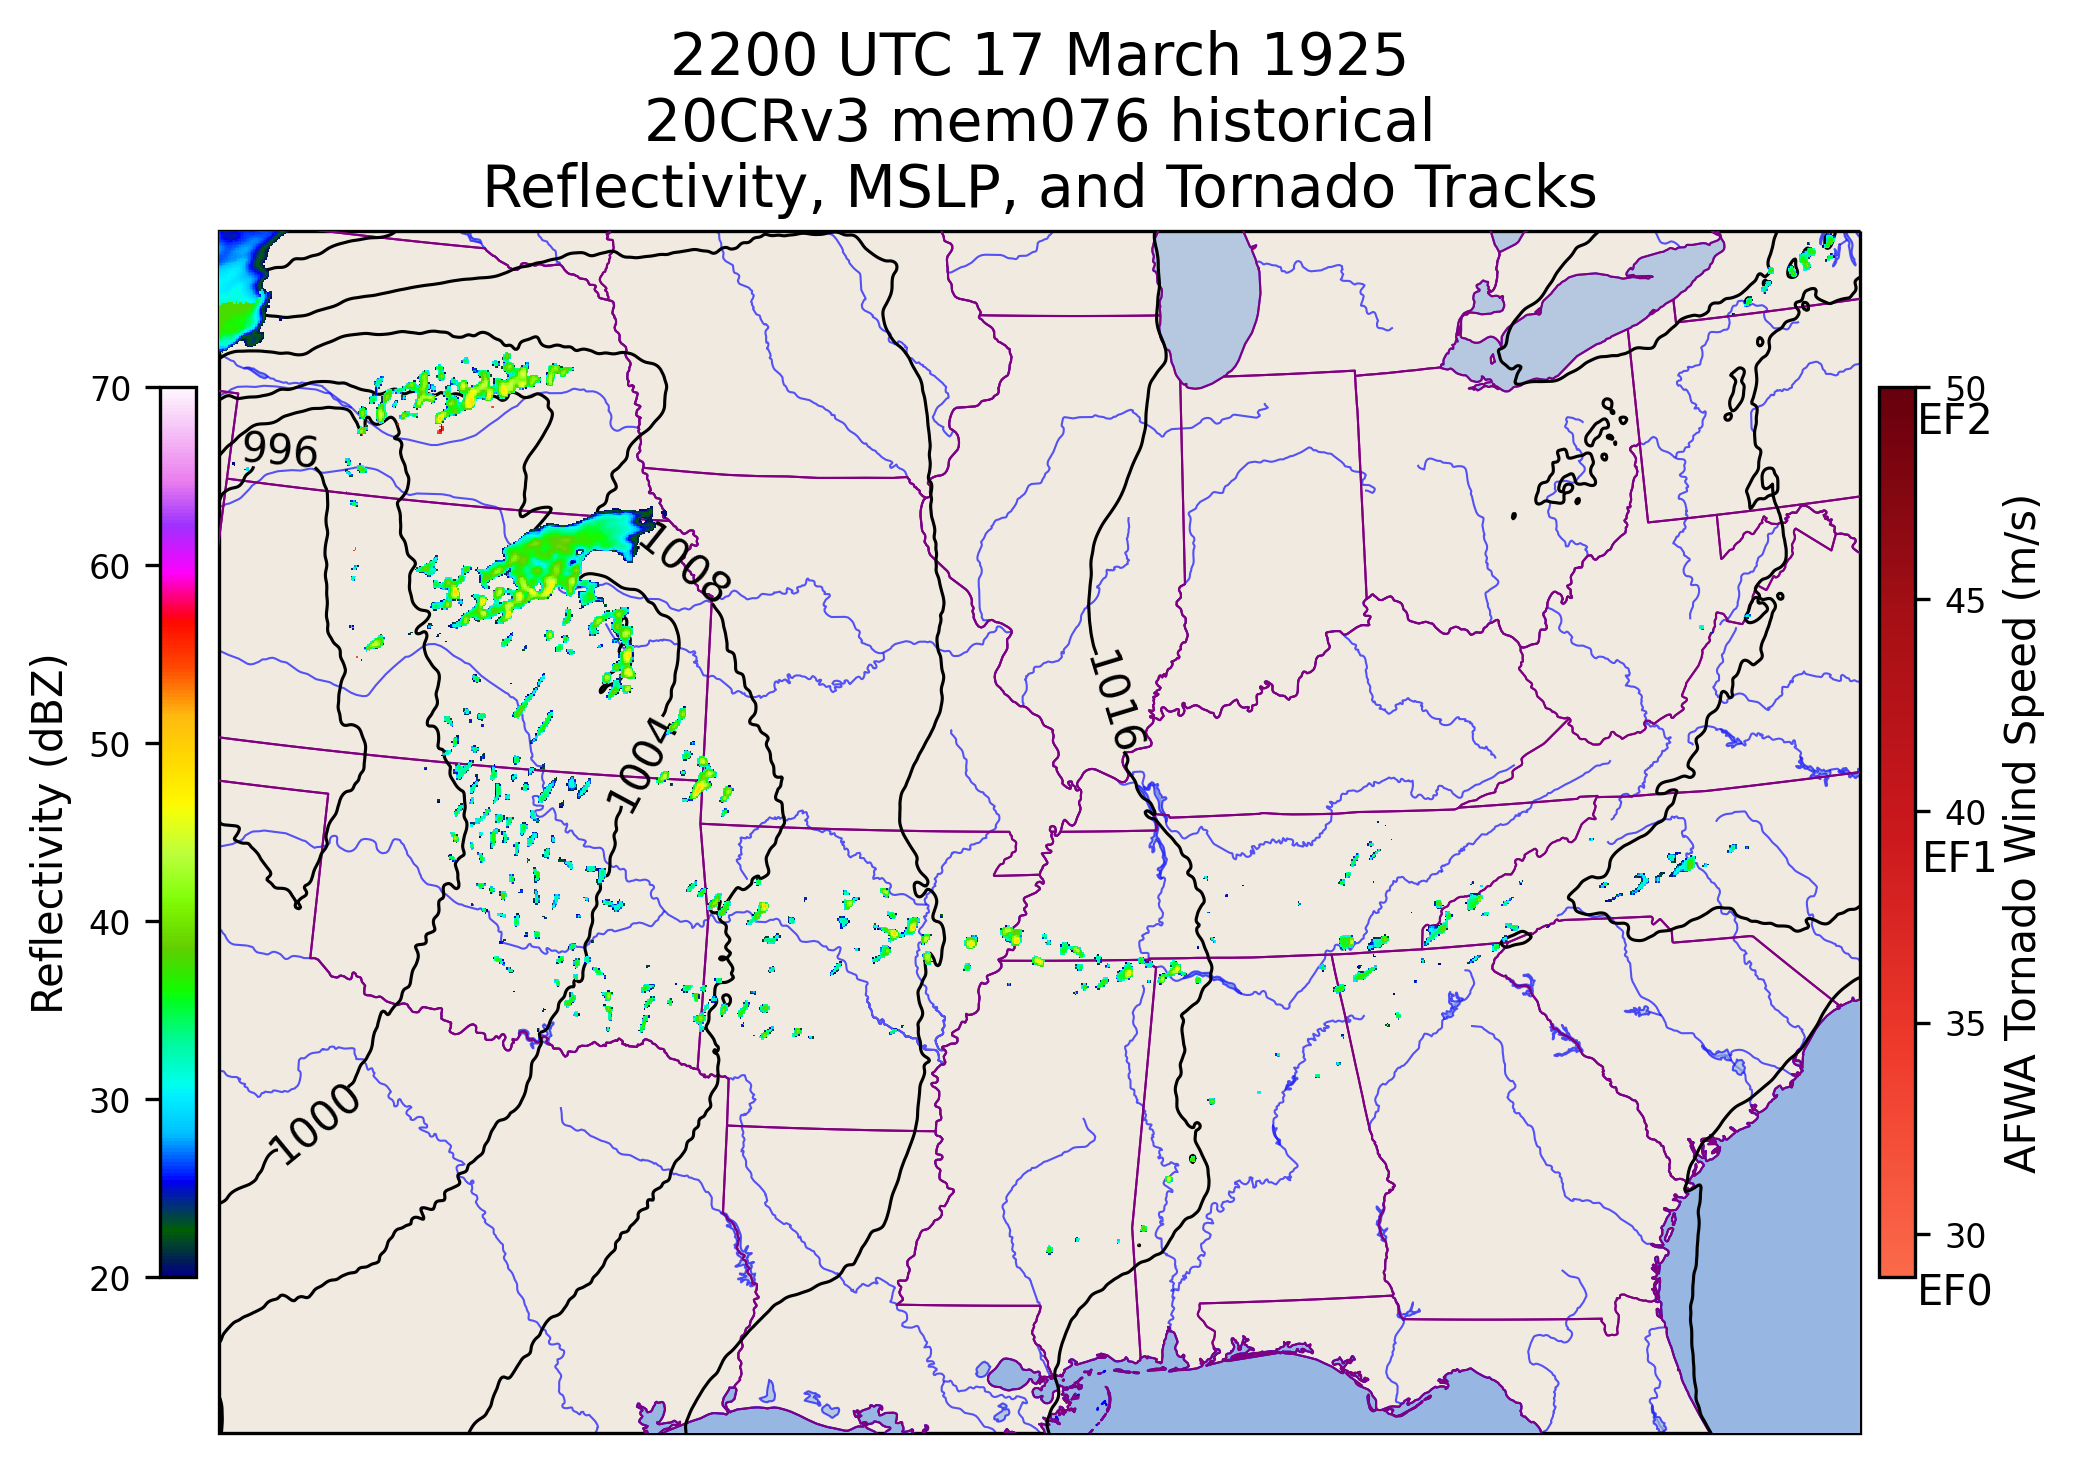 2200 UTC 17 March 1925
20CRv3 mem076 historical
Reflectivity, MSLP, and Tornado Tracks
70
60
50
40
30
20
Reflectivity (dBZ)
996
1008
1004
1016
1000
50
EF2
45
40
EF1
35
30
EF0
AFWA Tornado Wind Speed (m/s)